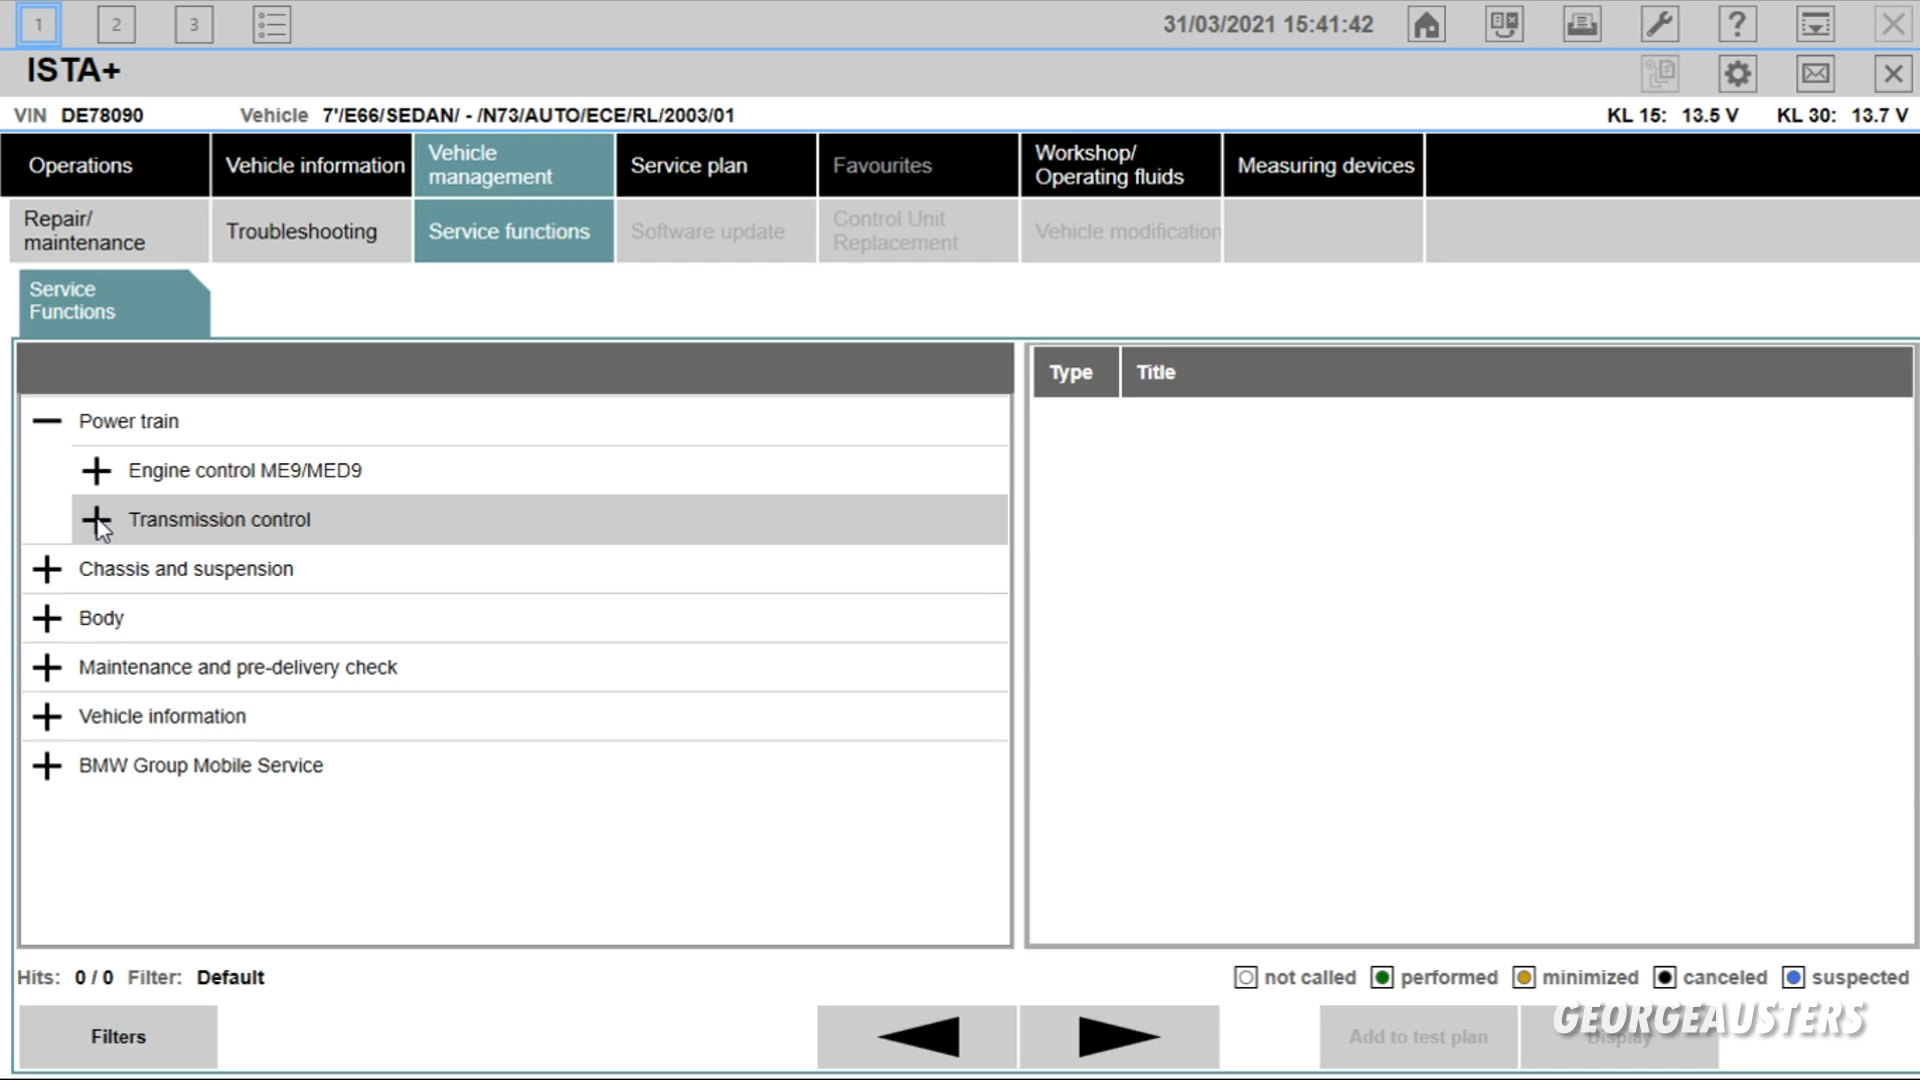 1 2 3 31/03/2021 15:41:42 ?
ISTA+
VIN DE78090 Vehicle 7'/E66/SEDAN/ - /N73/AUTO/ECE/RL/2003/01 KL 15: 13.5 V KL 30: 13.7 V
Operations
Vehicle information
Vehicle
management
Service plan
Favourites
Workshop/
Operating fluids
Measuring devices
Repair/
maintenance
Troubleshooting
Service functions
Software update
Control Unit
Replacement
Vehicle modification
Service
Functions
Type Title
Power train
Engine control ME9/MED9
Transmission control
Chassis and suspension
Body
Maintenance and pre-delivery check
Vehicle information
BMW Group Mobile Service
Hits: 0 / 0 Filter: Default
not called performed minimized canceled suspected
GEORGEAUSTERS
Filters
Add to test plan
Display